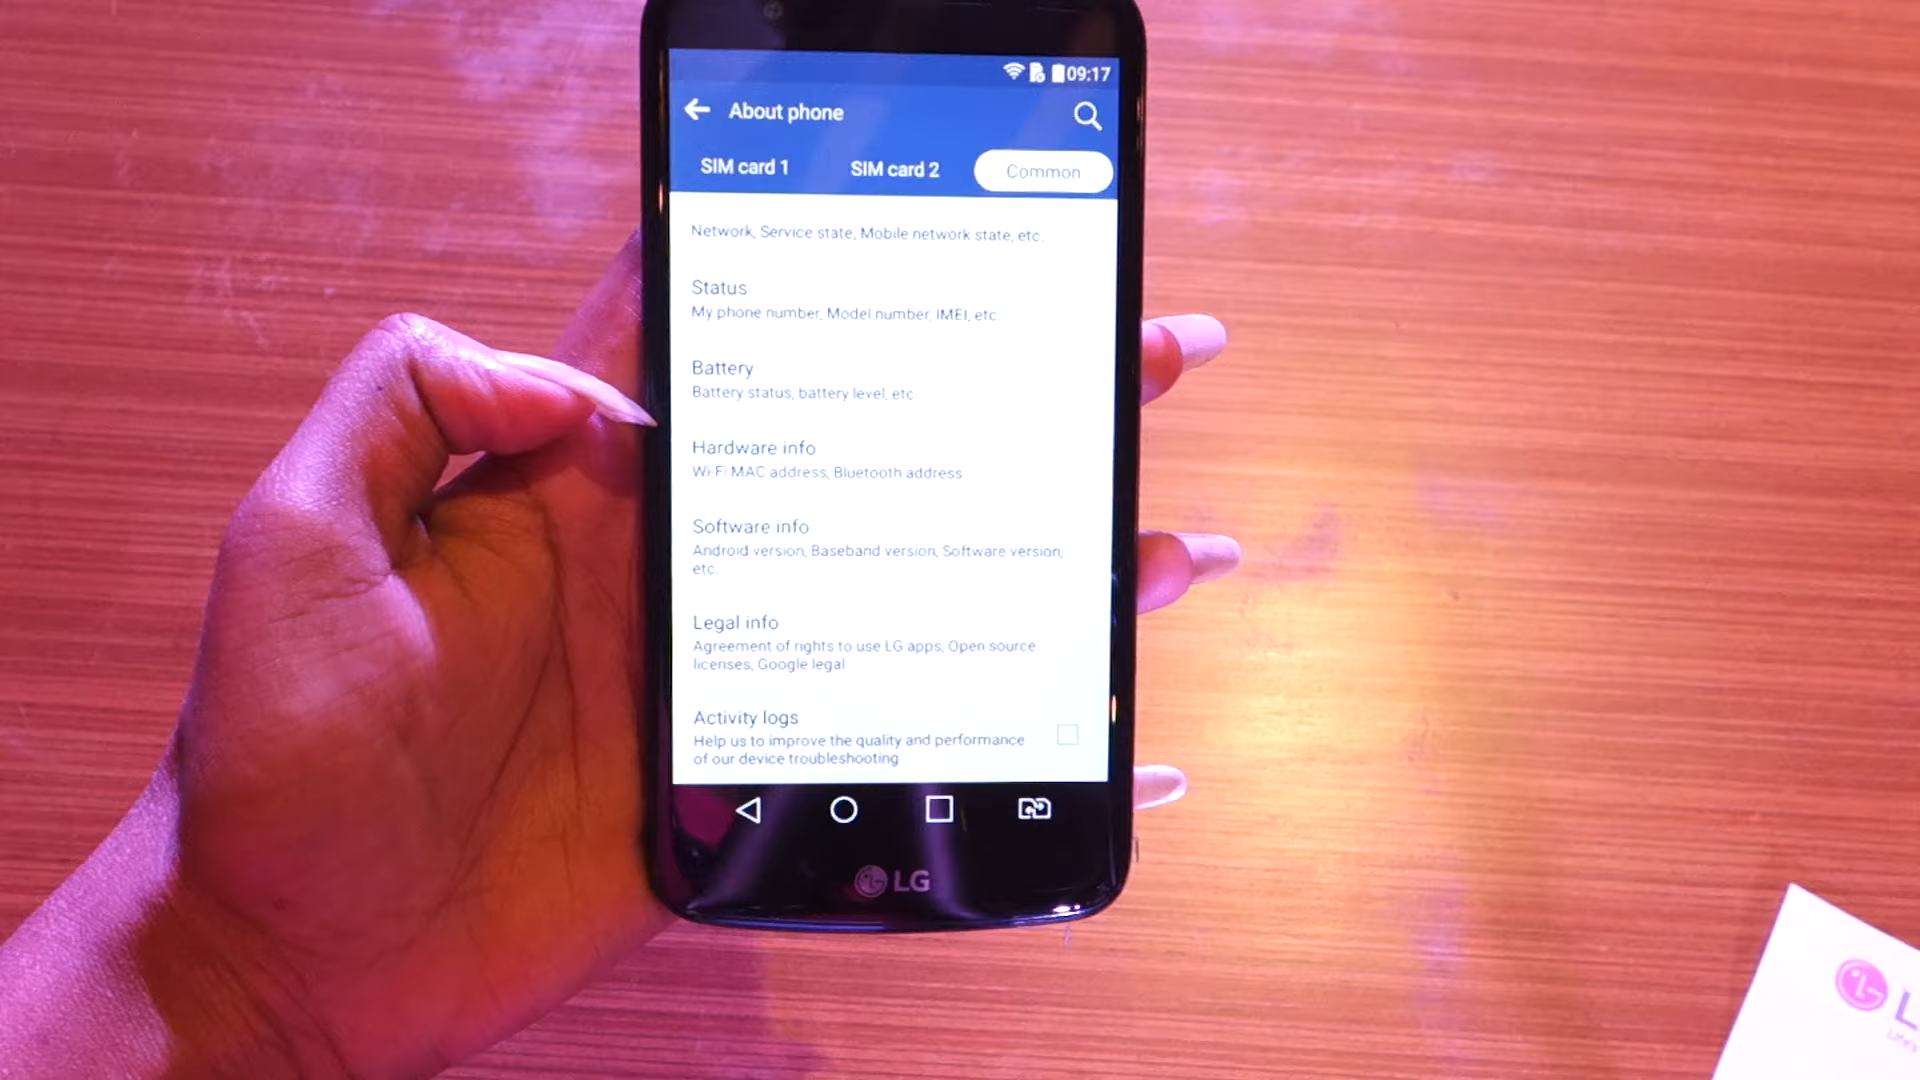 09:17
About phone
SIM card 1 SIM card 2 Common
Network, Service state, Mobile network state, etc.
Status
My phone number, Model number, IMEI, etc
Battery
Battery status, battery level, etc
Hardware info
Wi-Fi MAC address, Bluetooth address
Software info
Android version, Baseband version, Software version,
etc.
Legal info
Agreement of rights to use LG apps, Open source
licenses, Google legal
Activity logs
Help us to improve the quality and performance
of our device troubleshooting
LG
L
Life's